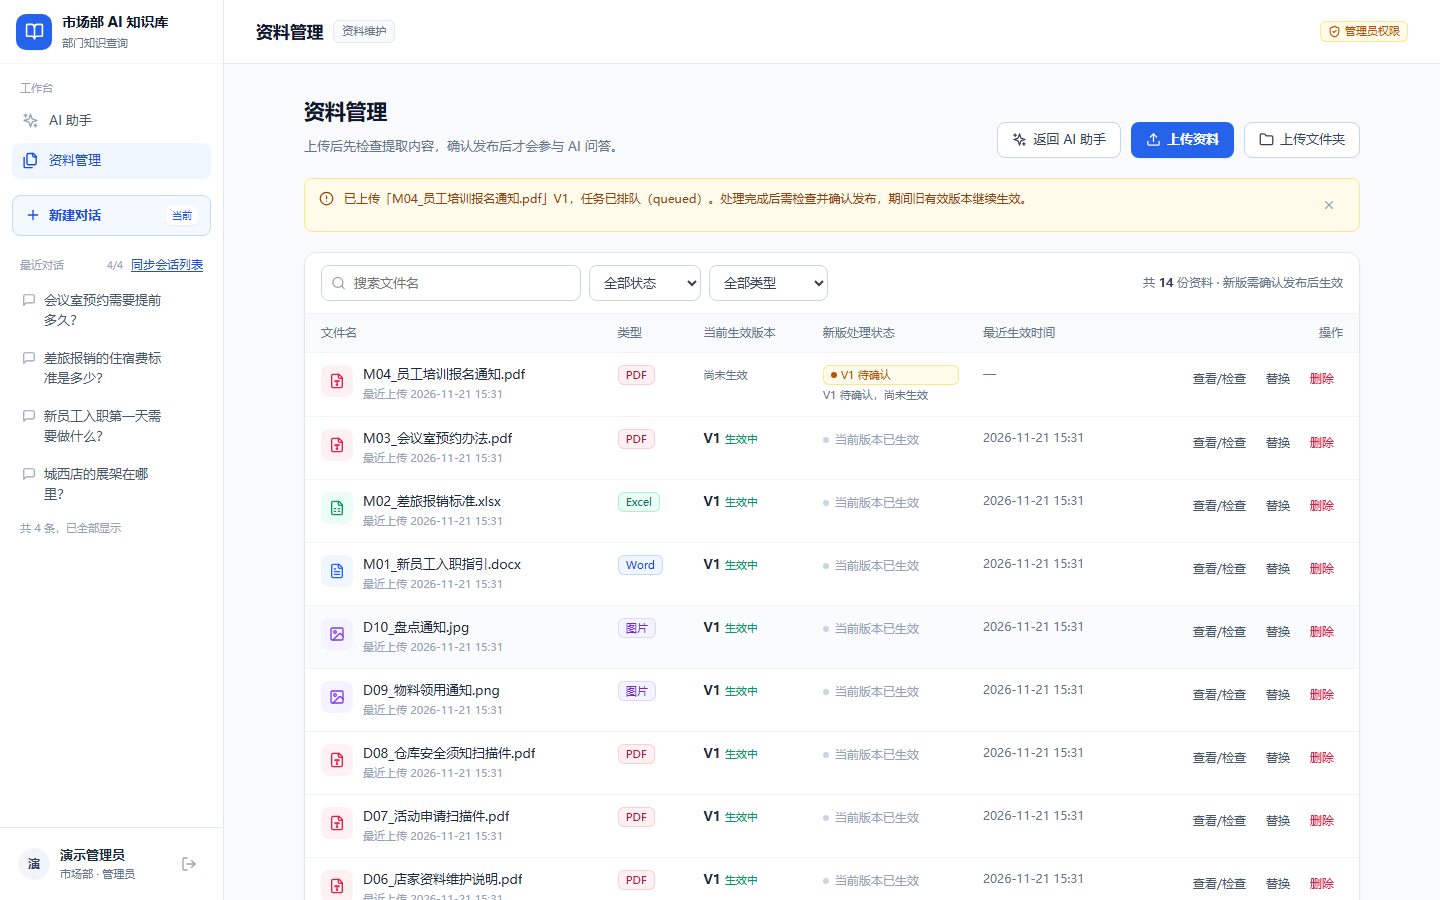 市场部 AI 知识库
部门知识查询
工作台
AI 助手
资料管理
新建对话 当前
最近对话 4/4 同步会话列表
会议室预约需要提前
多久？
差旅报销的住宿费标
准是多少？
新员工入职第一天需
要做什么？
城西店的展架在哪
里？
共 4 条，已全部显示
演 演示管理员
市场部 · 管理员
资料管理 资料维护 管理员权限
资料管理
上传后先检查提取内容，确认发布后才会参与 AI 问答。
返回 AI 助手 上传资料 上传文件夹
已上传「M04_员工培训报名通知.pdf」V1，任务已排队（queued）。处理完成后需检查并确认发布，期间旧有效版本继续生效。
搜索文件名 全部状态 全部类型 共 14 份资料 · 新版需确认发布后生效
文件名 类型 当前生效版本 新版处理状态 最近生效时间 操作
M04_员工培训报名通知.pdf PDF 尚未生效 V1 待确认 — 查看/检查 替换 删除
最近上传 2026-11-21 15:31 V1 待确认，尚未生效
M03_会议室预约办法.pdf PDF V1 生效中 当前版本已生效 2026-11-21 15:31 查看/检查 替换 删除
最近上传 2026-11-21 15:31
M02_差旅报销标准.xlsx Excel V1 生效中 当前版本已生效 2026-11-21 15:31 查看/检查 替换 删除
最近上传 2026-11-21 15:31
M01_新员工入职指引.docx Word V1 生效中 当前版本已生效 2026-11-21 15:31 查看/检查 替换 删除
最近上传 2026-11-21 15:31
D10_盘点通知.jpg 图片 V1 生效中 当前版本已生效 2026-11-21 15:31 查看/检查 替换 删除
最近上传 2026-11-21 15:31
D09_物料领用通知.png 图片 V1 生效中 当前版本已生效 2026-11-21 15:31 查看/检查 替换 删除
最近上传 2026-11-21 15:31
D08_仓库安全须知扫描件.pdf PDF V1 生效中 当前版本已生效 2026-11-21 15:31 查看/检查 替换 删除
最近上传 2026-11-21 15:31
D07_活动申请扫描件.pdf PDF V1 生效中 当前版本已生效 2026-11-21 15:31 查看/检查 替换 删除
最近上传 2026-11-21 15:31
D06_店家资料维护说明.pdf PDF V1 生效中 当前版本已生效 2026-11-21 15:31 查看/检查 替换 删除
最近上传 2026-11-21 15:31